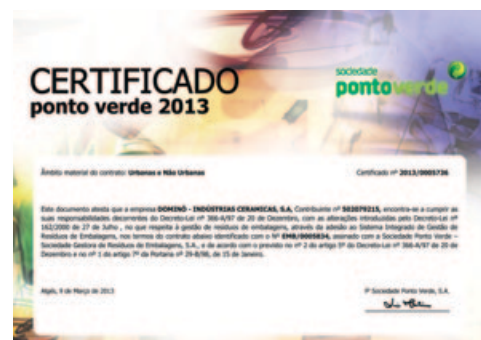 CERTIFICADO
ponto verde 2013
sociedade
pontoverde
Âmbito material do contrato: Urbanas e Não Urbanas
Certificado nº 2013/0005736
Este documento atesta que a empresa DOMINÓ - INDÚSTRIAS CERAMICAS, S.A, Contribuinte nº 502079215, encontra-se a cumprir as
suas responsabilidades decorrentes do Decreto-Lei nº 366-A/97 de 20 de Dezembro, com as alterações introduzidas pelo Decreto-Lei nº
162/2000 de 27 de Julho , no que respeita à gestão de resíduos de embalagens, através da adesão ao Sistema Integrado de Gestão de
Resíduos de Embalagens, nos termos do contrato abaixo identificado com o Nº EMB/0005834, assinado com a Sociedade Ponto Verde –
Sociedade Gestora de Resíduos de Embalagens, S.A., e de acordo com o previsto no nº 2 do artigo 5º do Decreto-Lei nº 366-A/97 de 20 de
Dezembro e no nº 1 do artigo 7º da Portaria nº 29-B/98, de 15 de Janeiro.
Algés, 9 de Março de 2013
Pª Sociedade Ponto Verde, S.A.